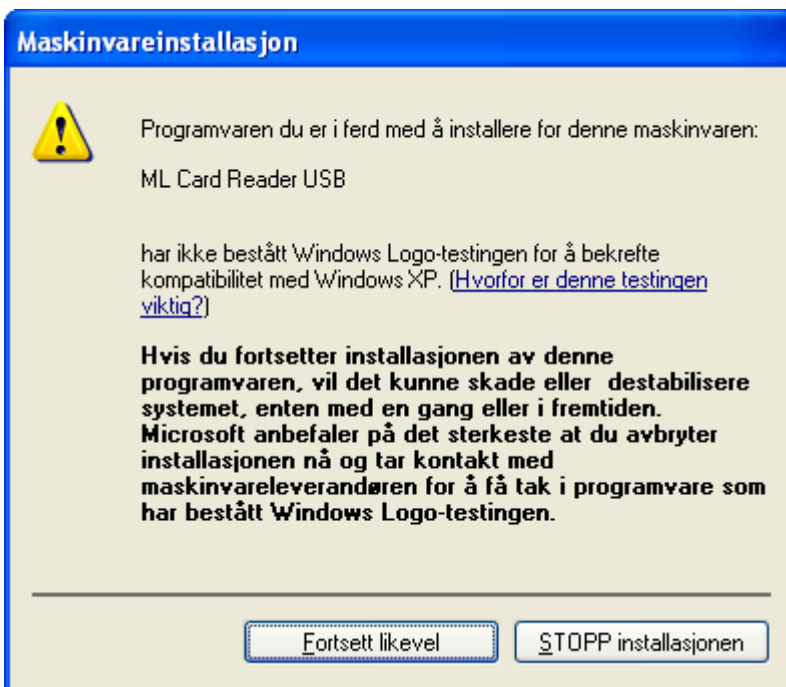 Maskinvareinstallasjon
Programvaren du er i ferd med å installere for denne maskinvaren:
ML Card Reader USB
har ikke bestått Windows Logo-testingen for å bekrefte
kompatibilitet med Windows XP. (Hvorfor er denne testingen
viktig?)
Hvis du fortsetter installasjonen av denne
programvaren, vil det kunne skade eller  destabilisere
systemet, enten med en gang eller i fremtiden.
Microsoft anbefaler på det sterkeste at du avbryter
installasjonen nå og tar kontakt med
maskinvareleverandøren for å få tak i programvare som
har bestått Windows Logo-testingen.
Fortsett likevel
STOPP installasjonen